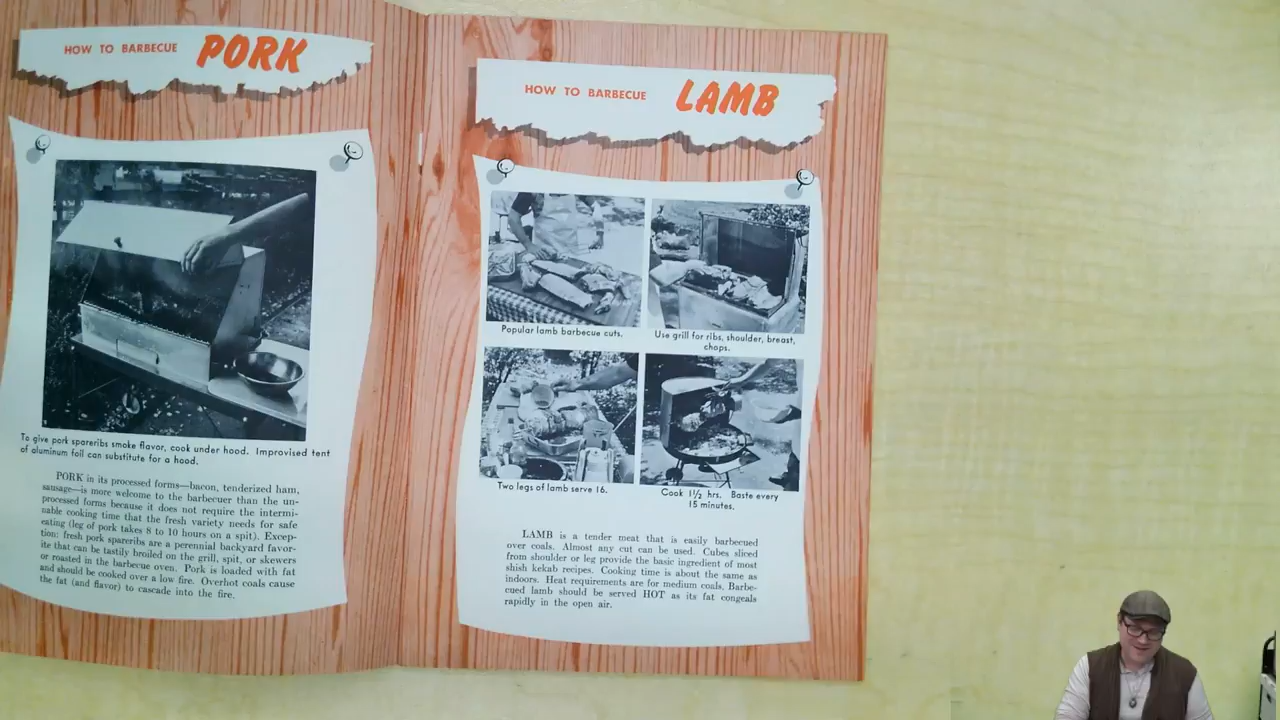 HOW TO BARBECUE PORK
To give pork spareribs smoke flavor, cook under hood. Improvised tent
of aluminum foil can substitute for a hood.
PORK in its processed forms—bacon, tenderized ham,
sausage—is more welcome to the barbecuer than the un-
processed forms because it does not require the intermi-
nable cooking time that the fresh variety needs for safe
eating (leg of pork takes 8 to 10 hours on a spit). Excep-
tion: fresh pork spareribs are a perennial backyard favor-
ite that can be tastily broiled on the grill, spit, or skewers
or roasted in the barbecue oven. Pork is loaded with fat
and should be cooked over a low fire. Overhot coals cause
the fat (and flavor) to cascade into the fire.
HOW TO BARBECUE LAMB
Popular lamb barbecue cuts.
Use grill for ribs, shoulder, breast,
chops.
Two legs of lamb serve 16.
Cook 1½ hrs. Baste every
15 minutes.
LAMB is a tender meat that is easily barbecued
over coals. Almost any cut can be used. Cubes sliced
from shoulder or leg provide the basic ingredient of most
shish kekab recipes. Cooking time is about the same as
indoors. Heat requirements are for medium coals. Barbe-
cued lamb should be served HOT as its fat congeals
rapidly in the open air.